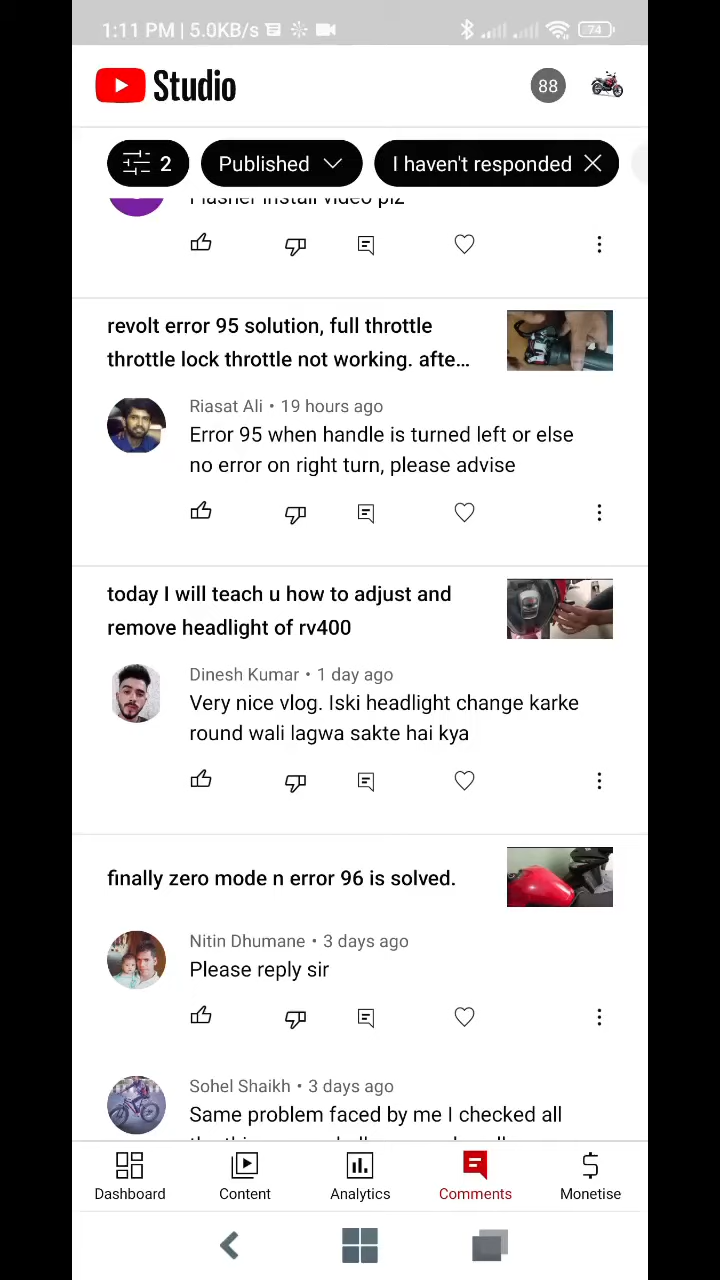 1:11 PM | 5.0KB/s
74
Studio
88
2
Published
I haven't responded
Flasher install video plz
revolt error 95 solution, full throttle
throttle lock throttle not working. afte...
Riasat Ali • 19 hours ago
Error 95 when handle is turned left or else
no error on right turn, please advise
today I will teach u how to adjust and
remove headlight of rv400
Dinesh Kumar • 1 day ago
Very nice vlog. Iski headlight change karke
round wali lagwa sakte hai kya
finally zero mode n error 96 is solved.
Nitin Dhumane • 3 days ago
Please reply sir
Sohel Shaikh • 3 days ago
Same problem faced by me I checked all
Dashboard
Content
Analytics
Comments
Monetise